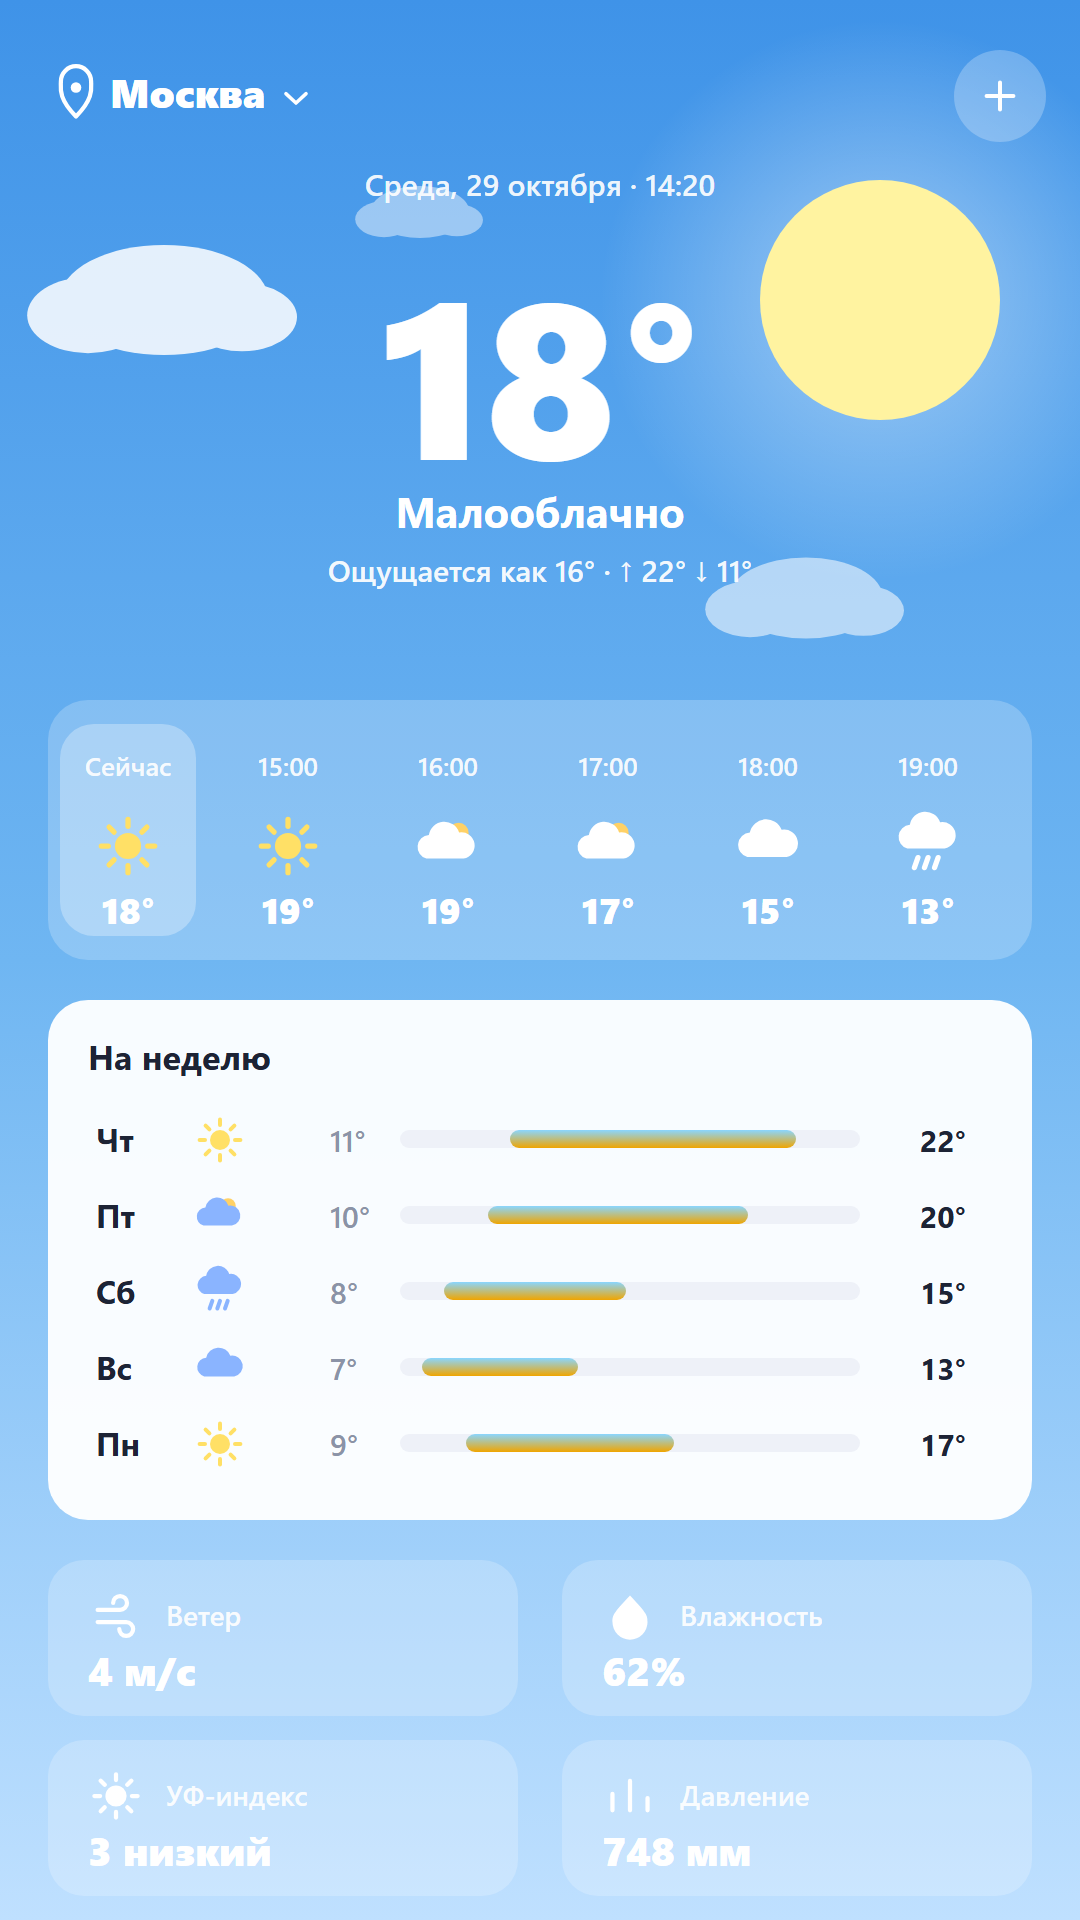 Москва
Среда, 29 октября · 14:20
18°
Малооблачно
Ощущается как 16° · ↑ 22° ↓ 11°
Сейчас 15:00 16:00 17:00 18:00 19:00
18° 19° 19° 17° 15° 13°
На неделю
Чт 11° 22°
Пт 10° 20°
Сб 8° 15°
Вс 7° 13°
Пн 9° 17°
Ветер
4 м/с
Влажность
62%
УФ-индекс
3 низкий
Давление
748 мм